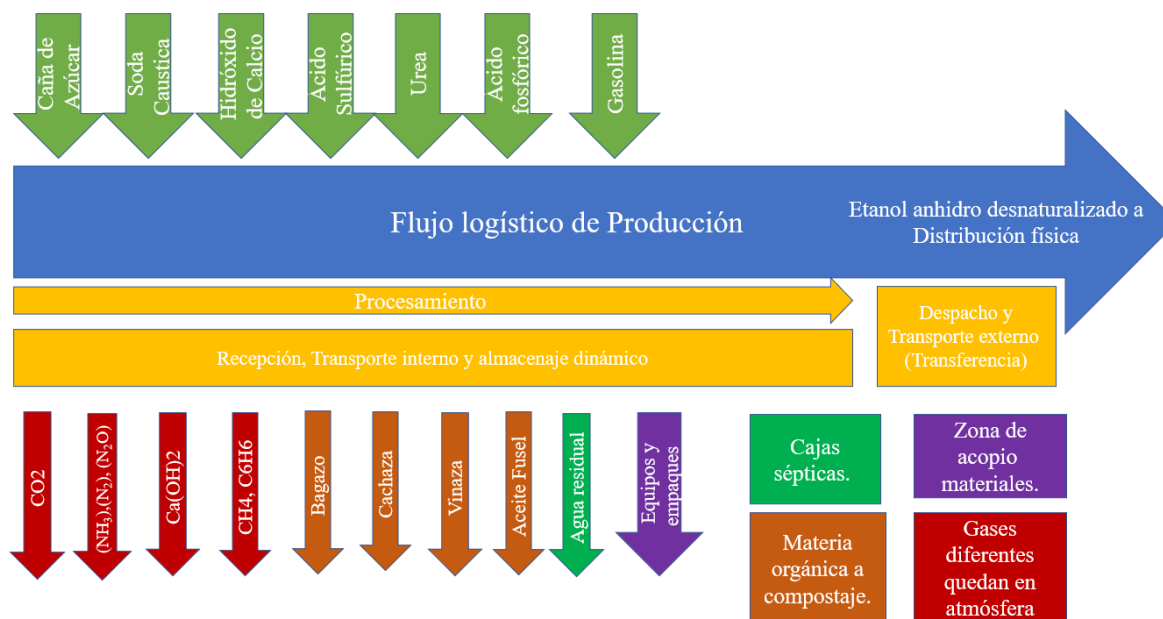 Caña de
Azúcar
Soda
Caustica
Hidróxido
de Calcio
Ácido
Sulfúrico
Urea
Acido
fosfórico
Gasolina
Flujo logístico de Producción
Etanol anhidro desnaturalizado a
Distribución física
Procesamiento
Recepción, Transporte interno y almacenaje dinámico
Despacho y
Transporte externo
(Transferencia)
CO2
(NH₃),(N₂), (N₂O)
Ca(OH)2
CH4, C6H6
Bagazo
Cachaza
Vinaza
Aceite Fusel
Agua residual
Equipos y
empaques
Cajas
sépticas.
Zona de
acopio
materiales.
Materia
orgánica a
compostaje.
Gases
diferentes
quedan en
atmósfera